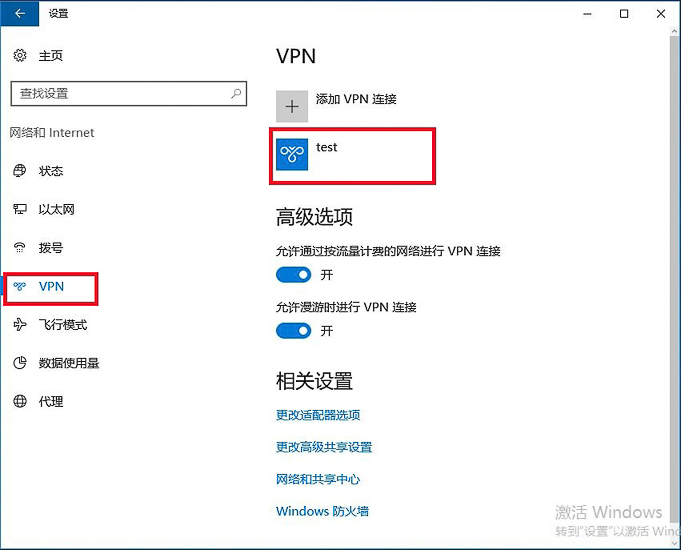 设置
主页
查找设置
网络和 Internet
状态
以太网
拨号
VPN
飞行模式
数据使用量
代理
VPN
添加 VPN 连接
test
高级选项
允许通过按流量计费的网络进行 VPN 连接
开
允许漫游时进行 VPN 连接
开
相关设置
更改适配器选项
更改高级共享设置
网络和共享中心
Windows 防火墙
激活 Windows
转到"设置"以激活 Wind